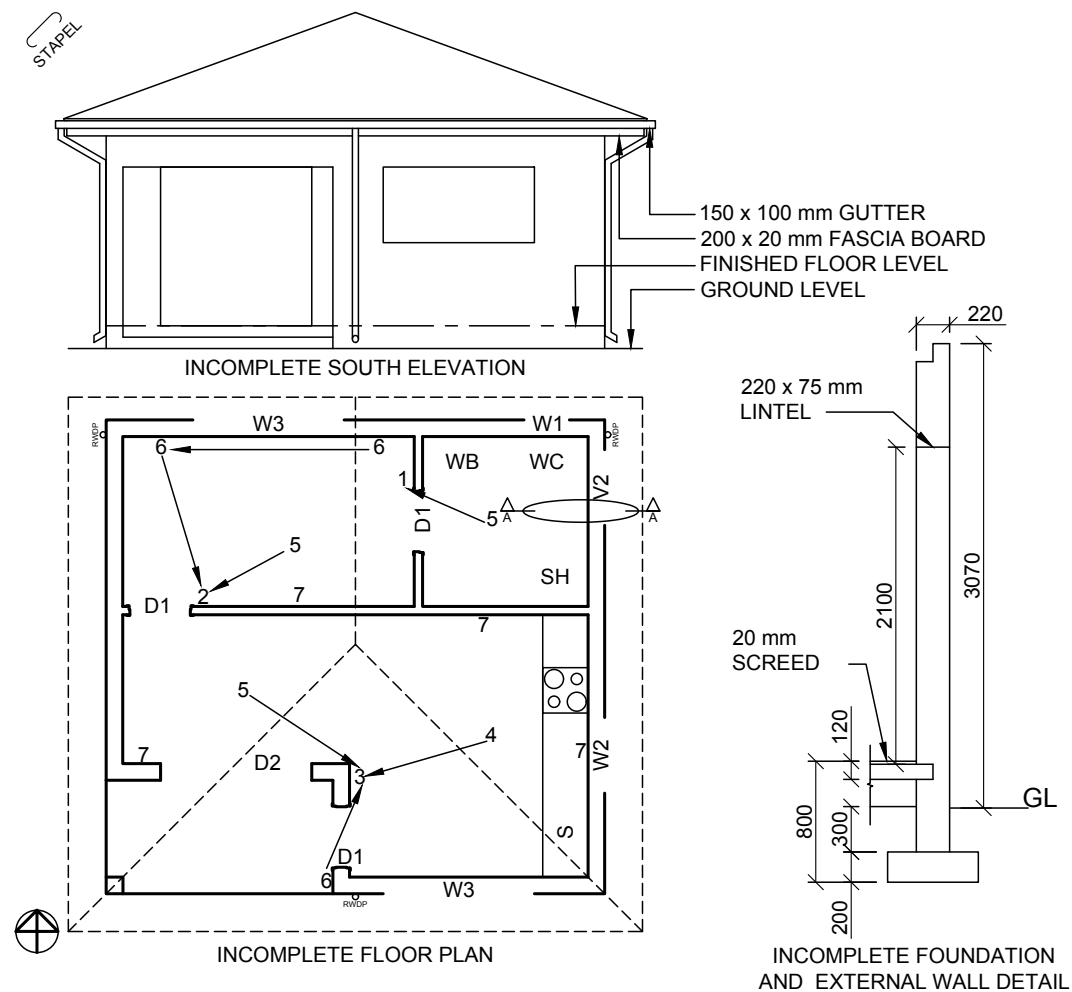 STAPEL
150 x 100 mm GUTTER
200 x 20 mm FASCIA BOARD
FINISHED FLOOR LEVEL
GROUND LEVEL
INCOMPLETE SOUTH ELEVATION
220
220 x 75 mm
LINTEL
2100
3070
20 mm
SCREED
120
800
300
200
GL
INCOMPLETE FOUNDATION
AND EXTERNAL WALL DETAIL
RWDP
W3
W1
RWDP
6
6
WB
WC
1
V2
D1
5
A
A
5
SH
2
D1
7
7
5
4
7
D2
3
7
W2
D1
S
6
W3
RWDP
INCOMPLETE FLOOR PLAN